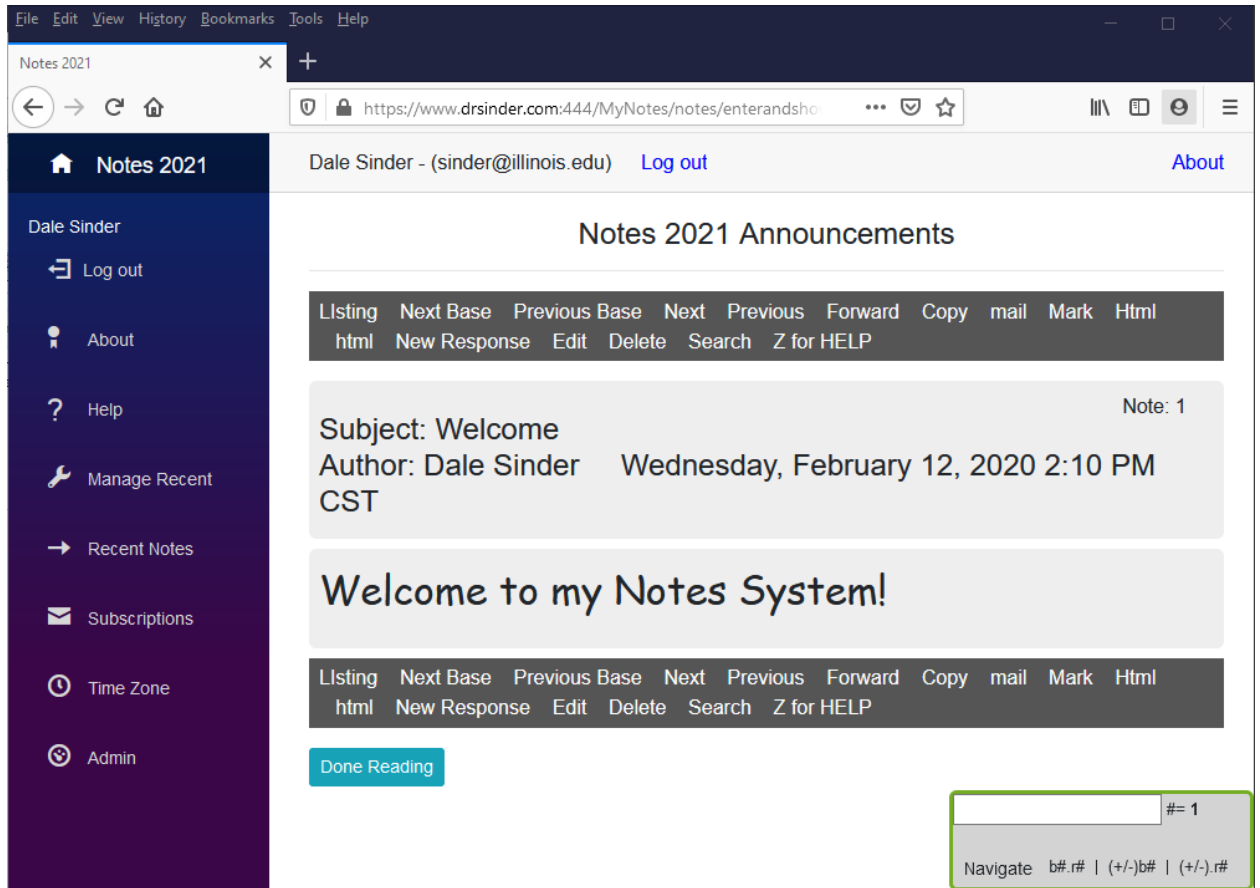 File Edit View History Bookmarks Tools Help
Notes 2021
https://www.drsinder.com:444/MyNotes/notes/enterandsho
Notes 2021
Dale Sinder - (sinder@illinois.edu) Log out About
Dale Sinder
Log out
About
Help
Manage Recent
Recent Notes
Subscriptions
Time Zone
Admin
Notes 2021 Announcements
LIsting Next Base Previous Base Next Previous Forward Copy mail Mark Html
html New Response Edit Delete Search Z for HELP
Note: 1
Subject: Welcome
Author: Dale Sinder Wednesday, February 12, 2020 2:10 PM
CST
Welcome to my Notes System!
LIsting Next Base Previous Base Next Previous Forward Copy mail Mark Html
html New Response Edit Delete Search Z for HELP
Done Reading
#= 1
Navigate b#.r# | (+/-)b# | (+/-).r#